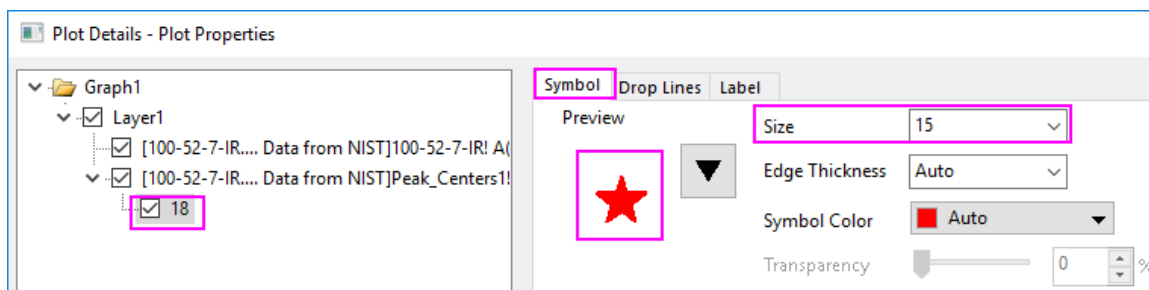 Plot Details - Plot Properties
Graph1
Layer1
[100-52-7-IR.... Data from NIST]100-52-7-IR! A(
[100-52-7-IR.... Data from NIST]Peak_Centers1!
18
Symbol Drop Lines Label
Preview
Size 15
Edge Thickness Auto
Symbol Color Auto
Transparency 0 %